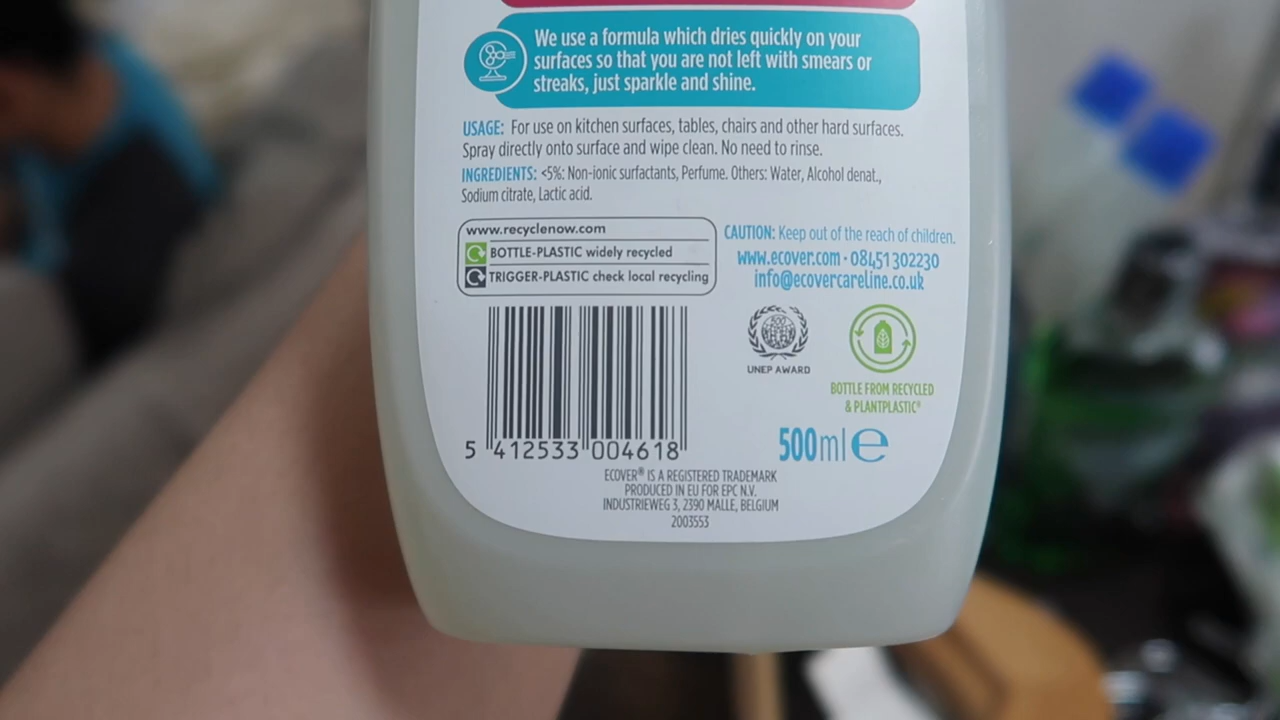 We use a formula which dries quickly on your
surfaces so that you are not left with smears or
streaks, just sparkle and shine.
USAGE: For use on kitchen surfaces, tables, chairs and other hard surfaces.
Spray directly onto surface and wipe clean. No need to rinse.
INGREDIENTS: <5%: Non-ionic surfactants, Perfume. Others: Water, Alcohol denat.,
Sodium citrate, Lactic acid.
www.recyclenow.com
BOTTLE-PLASTIC widely recycled
TRIGGER-PLASTIC check local recycling
CAUTION: Keep out of the reach of children.
www.ecover.com · 08451302230
info@ecovercareline.co.uk
UNEP AWARD
BOTTLE FROM RECYCLED
& PLANTPLASTIC®
5 412533 004618
500ml e
ECOVER® IS A REGISTERED TRADEMARK
PRODUCED IN EU FOR EPC N.V.
INDUSTRIEWEG 3, 2390 MALLE, BELGIUM
2003553